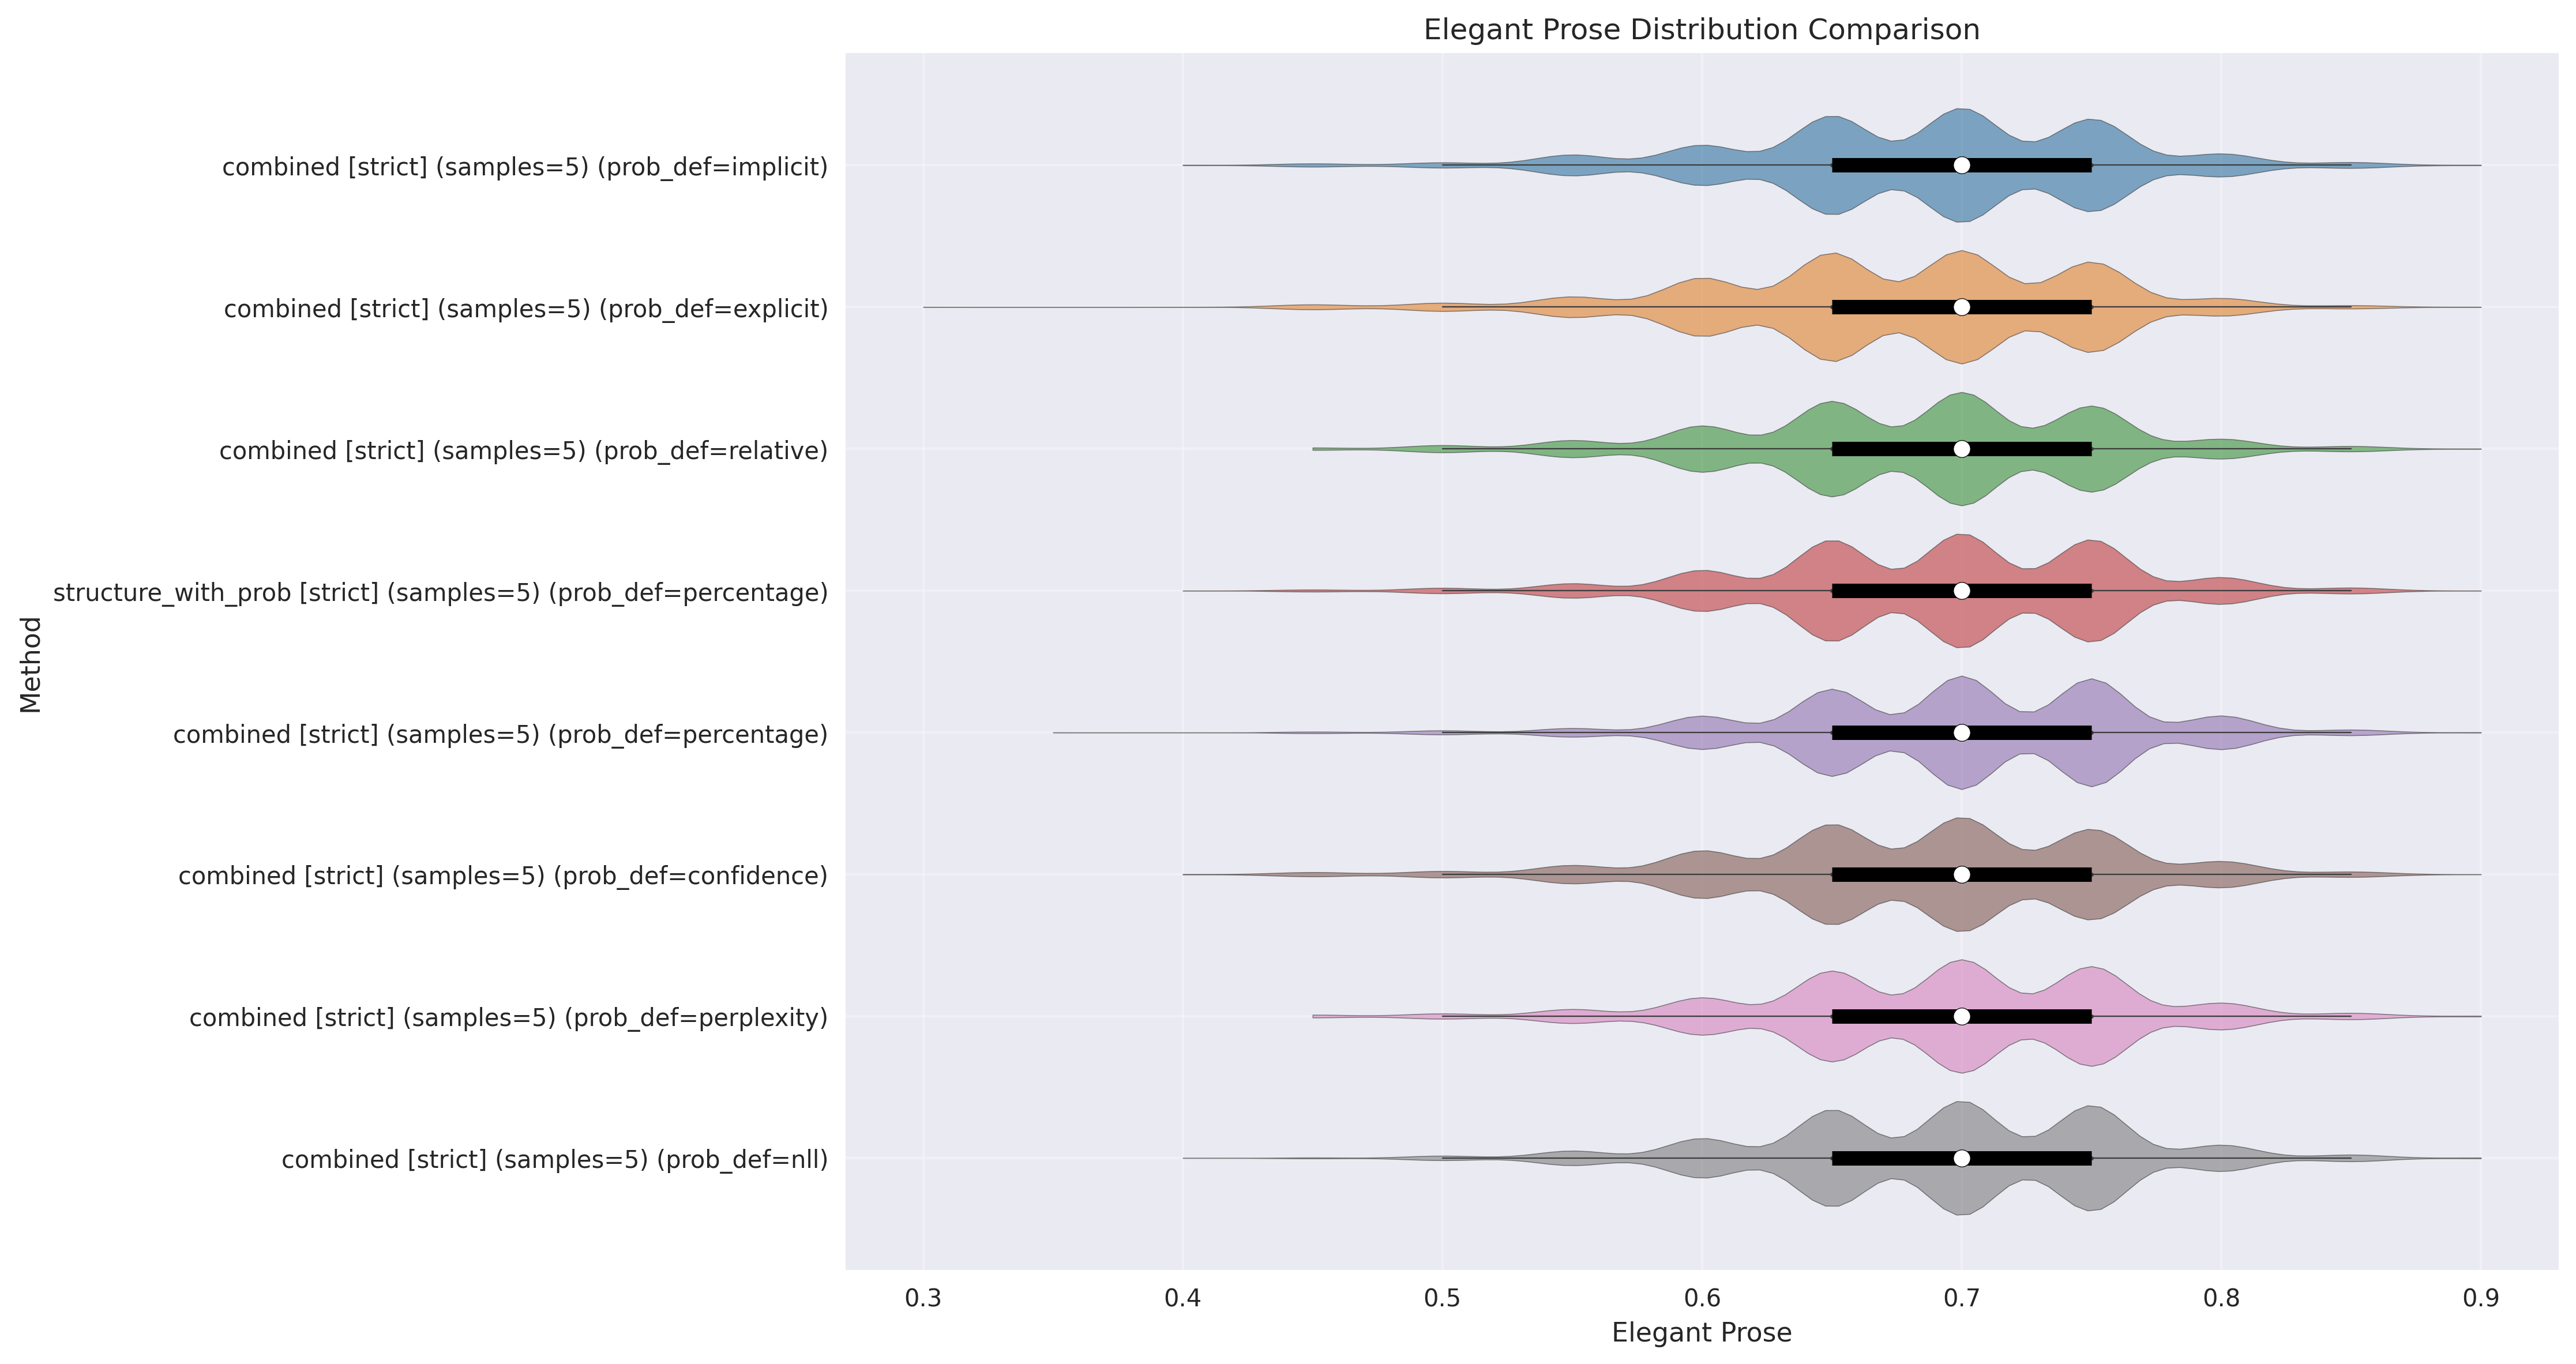 Elegant Prose Distribution Comparison
Method
combined [strict] (samples=5) (prob_def=implicit)
combined [strict] (samples=5) (prob_def=explicit)
combined [strict] (samples=5) (prob_def=relative)
structure_with_prob [strict] (samples=5) (prob_def=percentage)
combined [strict] (samples=5) (prob_def=percentage)
combined [strict] (samples=5) (prob_def=confidence)
combined [strict] (samples=5) (prob_def=perplexity)
combined [strict] (samples=5) (prob_def=nll)
0.3 0.4 0.5 0.6 0.7 0.8 0.9
Elegant Prose